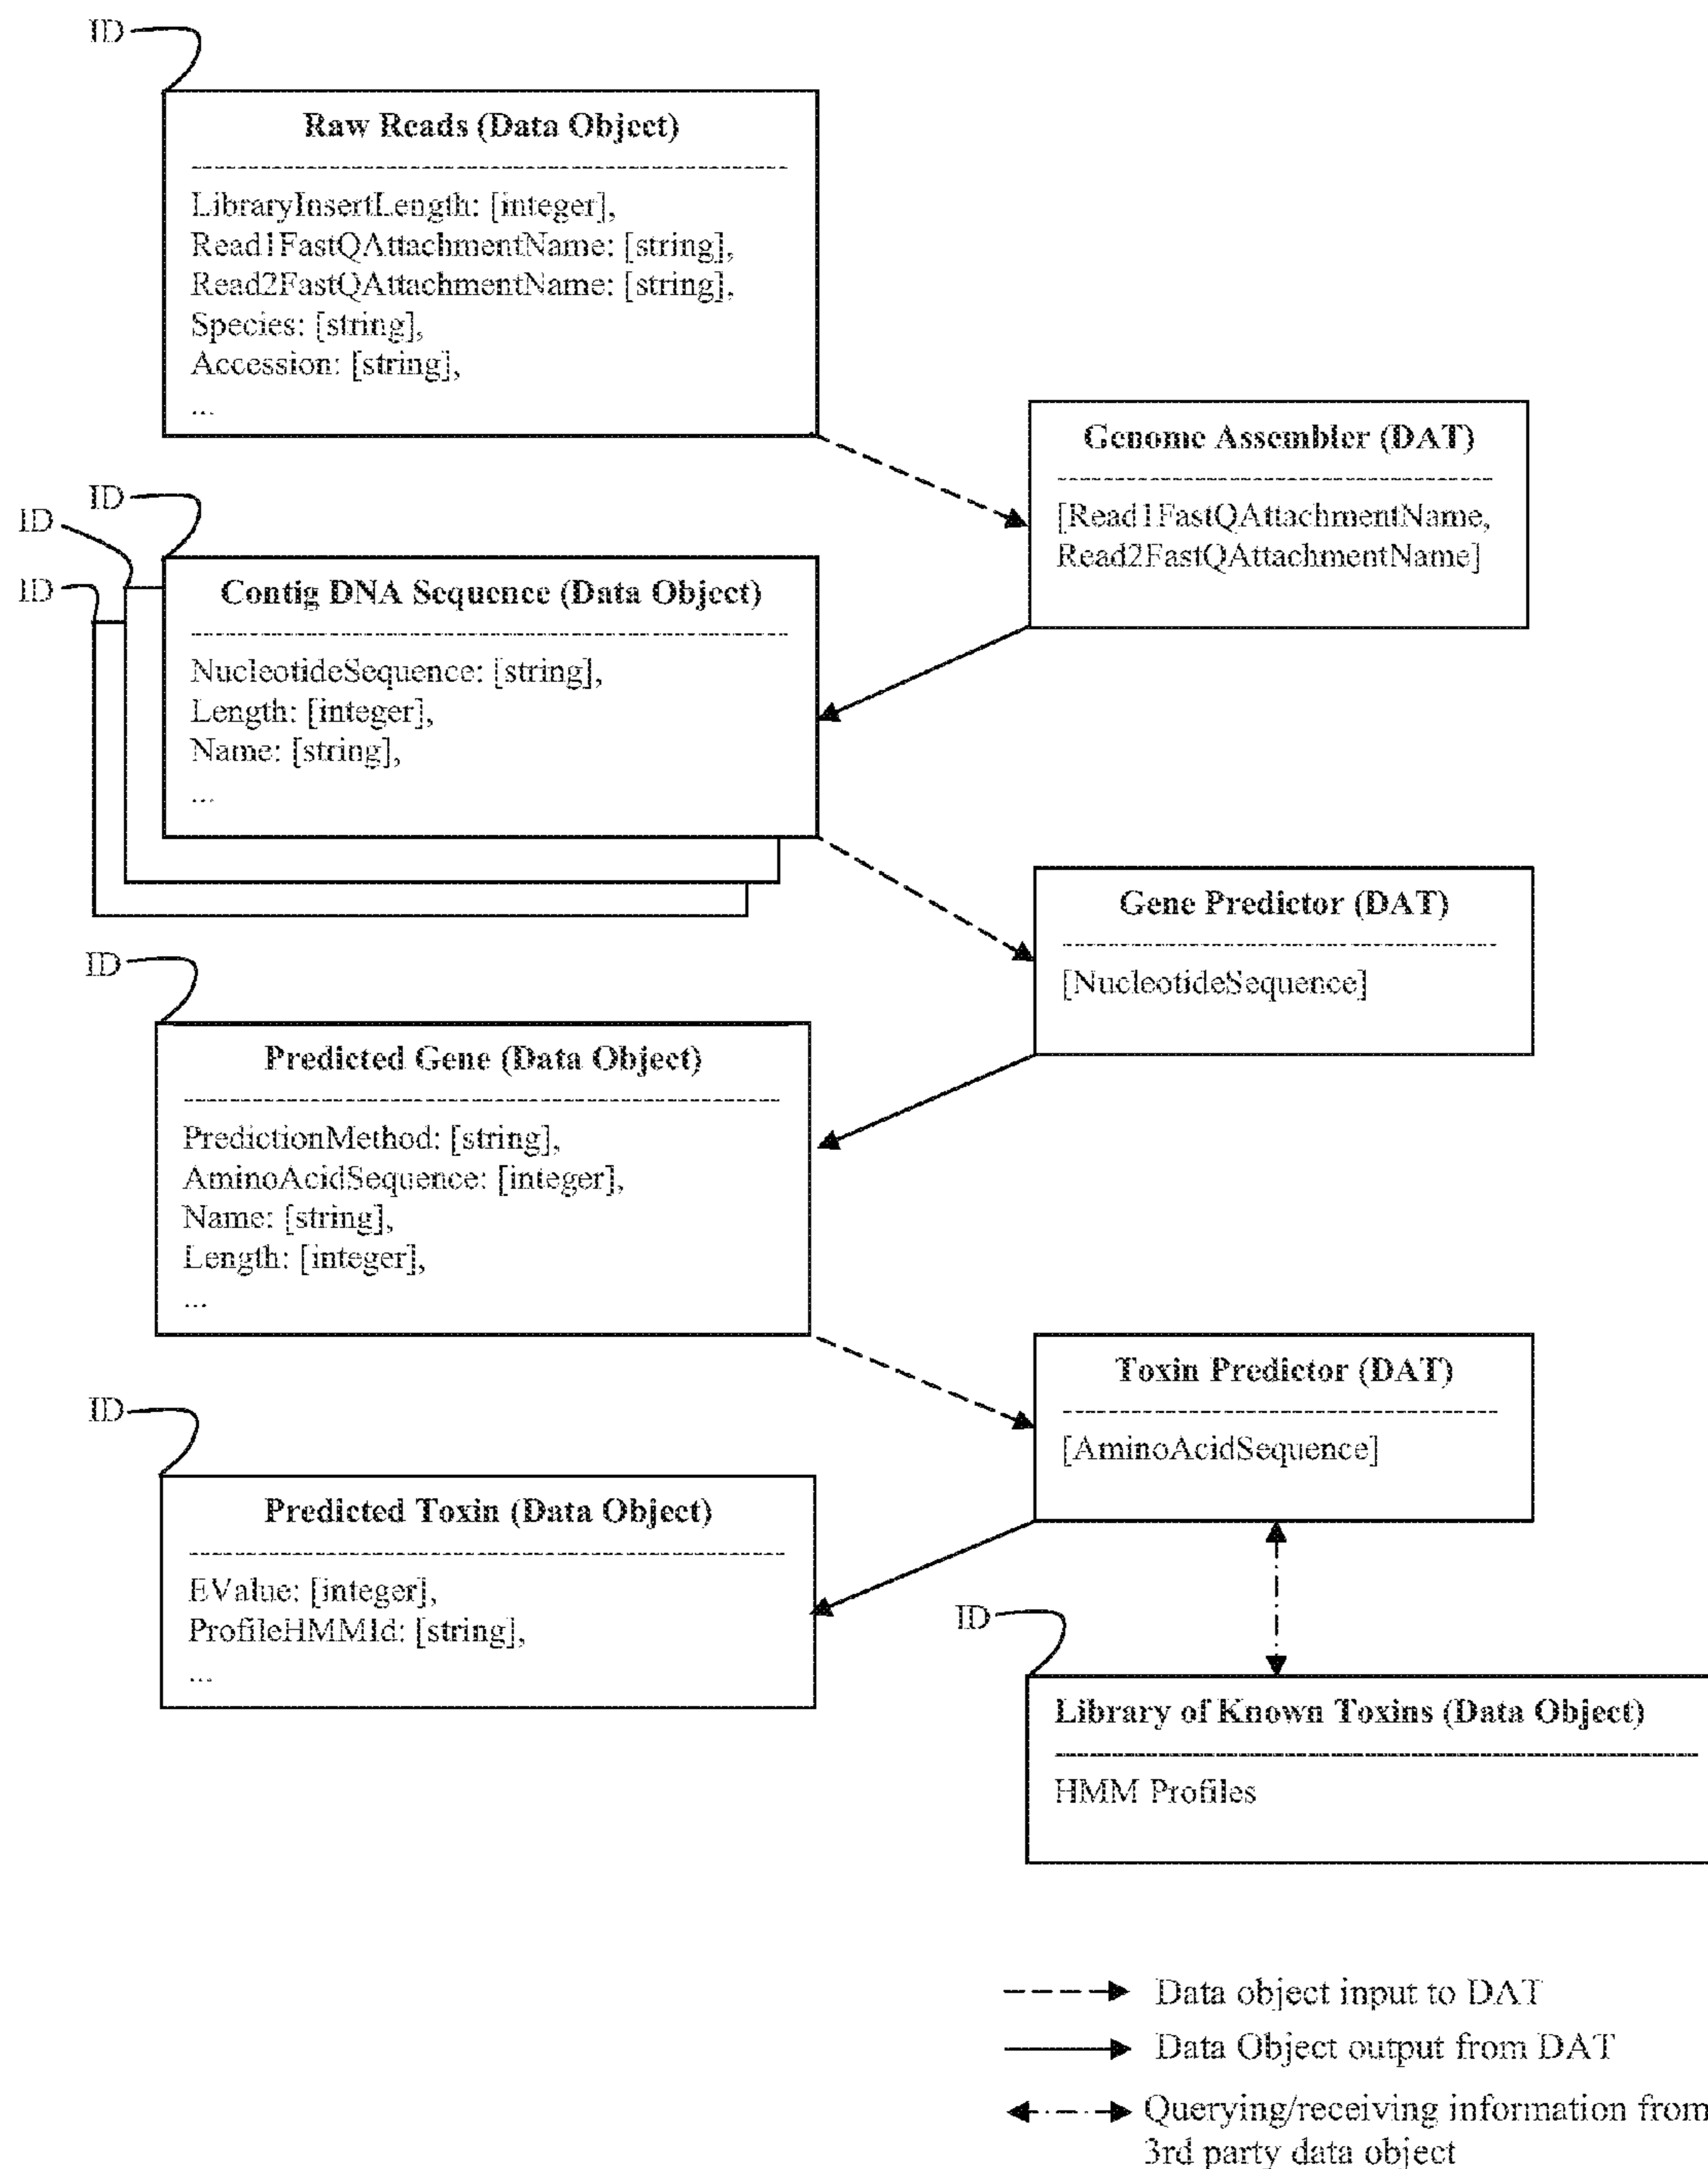 ID
Raw Reads (Data Object)
LibraryInsertLength: [integer],
Read1FastQAttachmentName: [string],
Read2FastQAttachmentName: [string],
Species: [string],
Accession: [string],
...
Genome Assembler (DAT)
[Read1FastQAttachmentName,
Read2FastQAttachmentName]
ID
ID
ID
Contig DNA Sequence (Data Object)
NucleotideSequence: [string],
Length: [integer],
Name: [string],
...
Gene Predictor (DAT)
[NucleotideSequence]
ID
Predicted Gene (Data Object)
PredictionMethod: [string],
AminoAcidSequence: [integer],
Name: [string],
Length: [integer],
...
Toxin Predictor (DAT)
[AminoAcidSequence]
ID
Predicted Toxin (Data Object)
EValue: [integer],
ProfileHMMId: [string],
...
ID
Library of Known Toxins (Data Object)
HMM Profiles
Data object input to DAT
Data Object output from DAT
Querying/receiving information from
3rd party data object